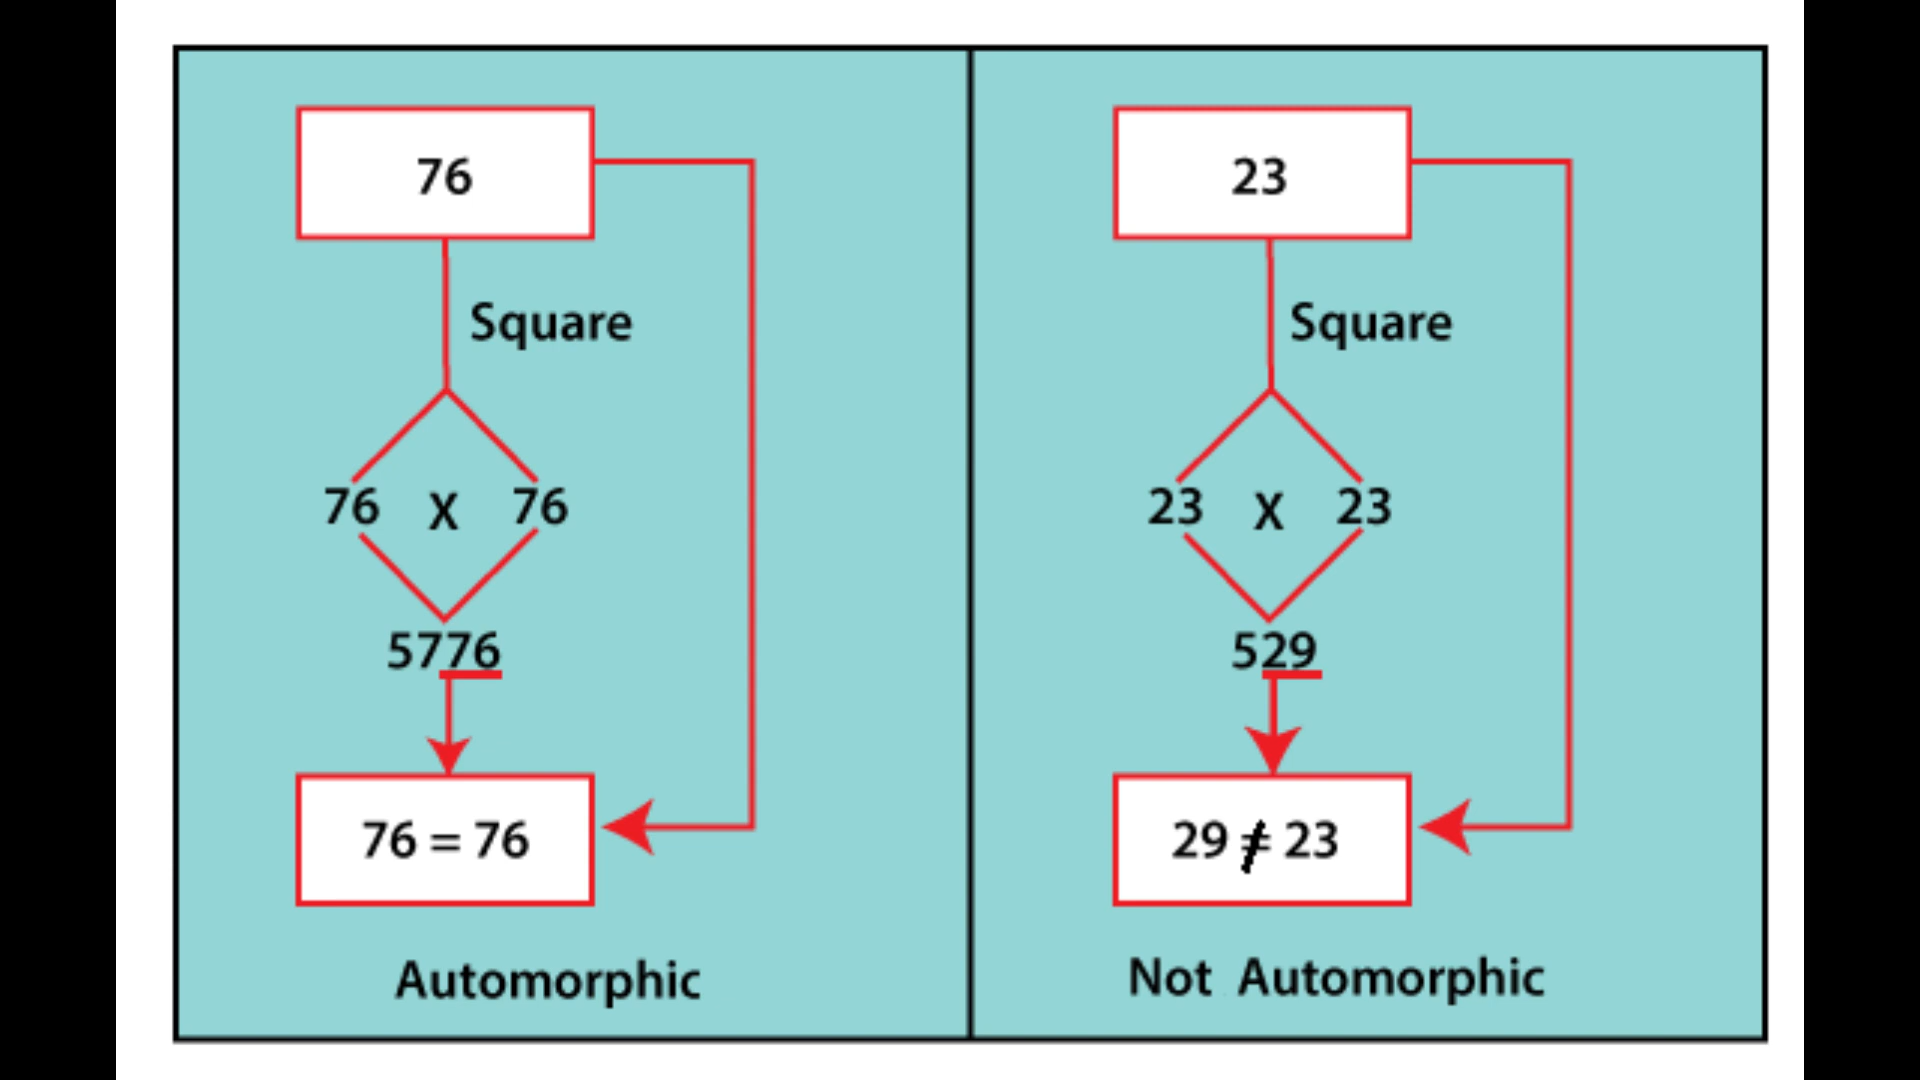 76
Square
76 X 76
5776
76 = 76
Automorphic
23
Square
23 X 23
529
29 ≠ 23
Not Automorphic